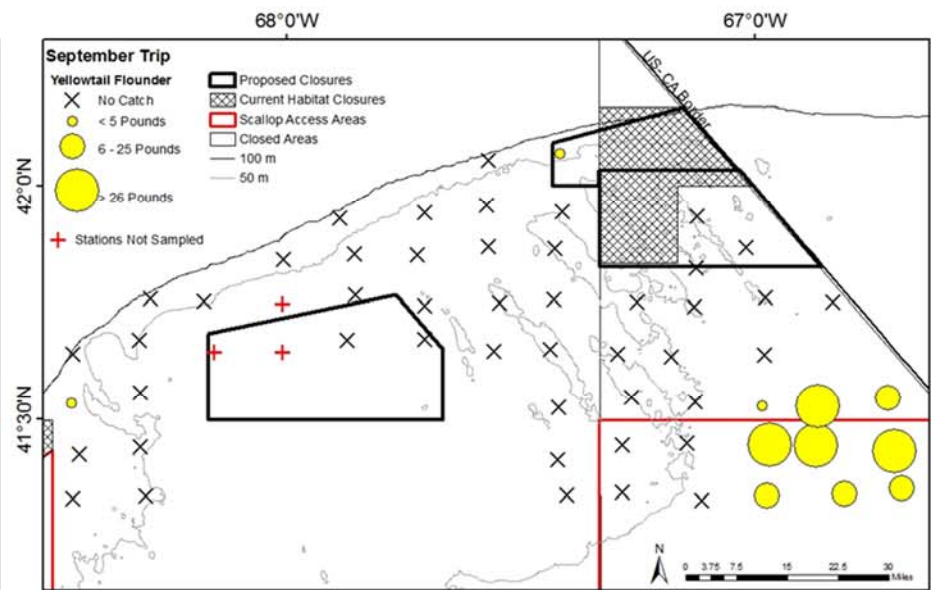 68°0'W 67°0'W
September Trip
Yellowtail Flounder
No Catch
< 5 Pounds
6 - 25 Pounds
> 26 Pounds
Stations Not Sampled
Proposed Closures
Current Habitat Closures
Scallop Access Areas
Closed Areas
100 m
50 m
US- CA Border
42°0'N
41°30'N
N
0 3.75 7.5 15 22.5 30
Miles